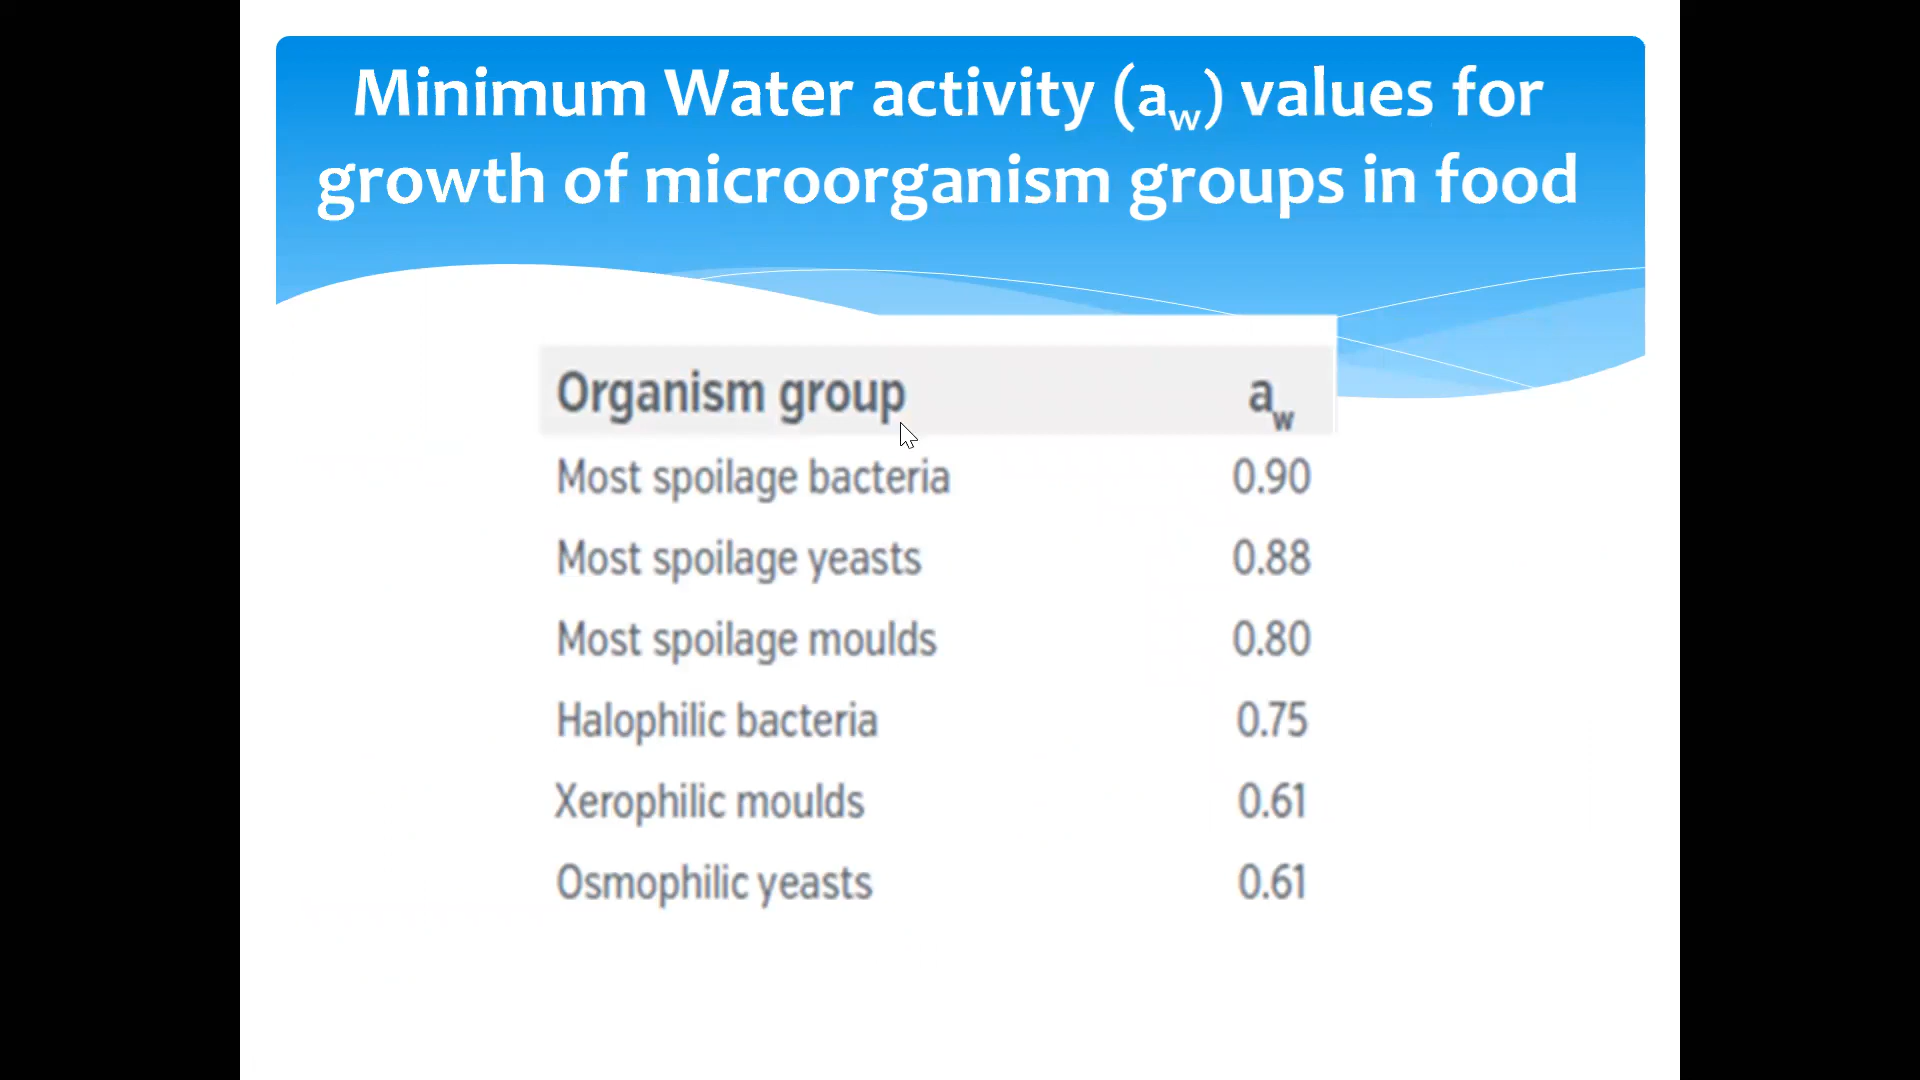 Minimum Water activity (aw) values for
growth of microorganism groups in food
Organism group aw
Most spoilage bacteria 0.90
Most spoilage yeasts 0.88
Most spoilage moulds 0.80
Halophilic bacteria 0.75
Xerophilic moulds 0.61
Osmophilic yeasts 0.61